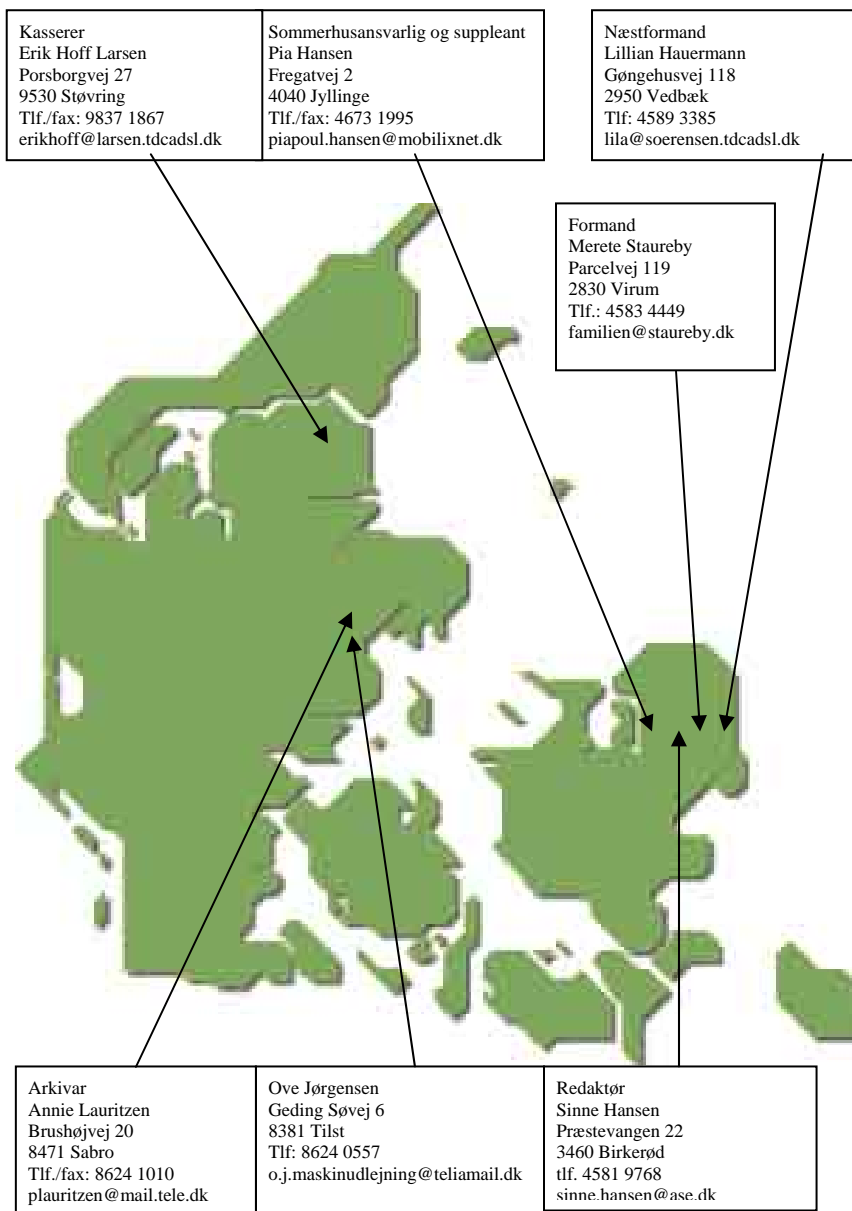 Kasserer
Erik Hoff Larsen
Porsborgvej 27
9530 Støvring
Tlf./fax: 9837 1867
erikhoff@larsen.tdcadsl.dk
Sommerhusansvarlig og suppleant
Pia Hansen
Fregatvej 2
4040 Jyllinge
Tlf./fax: 4673 1995
piapoul.hansen@mobilixnet.dk
Næstformand
Lillian Hauermann
Gøngehusvej 118
2950 Vedbæk
Tlf: 4589 3385
lila@soerensen.tdcadsl.dk
Formand
Merete Staureby
Parcelvej 119
2830 Virum
Tlf.: 4583 4449
familien@staureby.dk
Arkivar
Annie Lauritzen
Brushøjvej 20
8471 Sabro
Tlf./fax: 8624 1010
plauritzen@mail.tele.dk
Ove Jørgensen
Geding Søvej 6
8381 Tilst
Tlf: 8624 0557
o.j.maskinudlejning@teliamail.dk
Redaktør
Sinne Hansen
Præstevangen 22
3460 Birkerød
tlf. 4581 9768
sinne.hansen@ase.dk